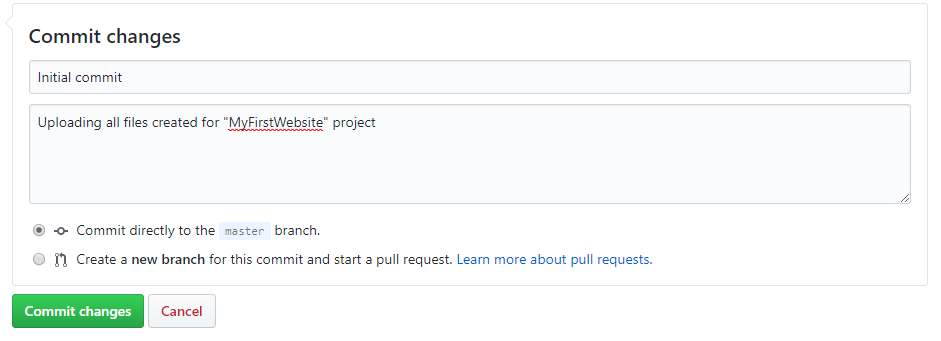 Commit changes
Initial commit
Uploading all files created for "MyFirstWebsite" project
Commit directly to the master branch.
Create a new branch for this commit and start a pull request. Learn more about pull requests.
Commit changes Cancel